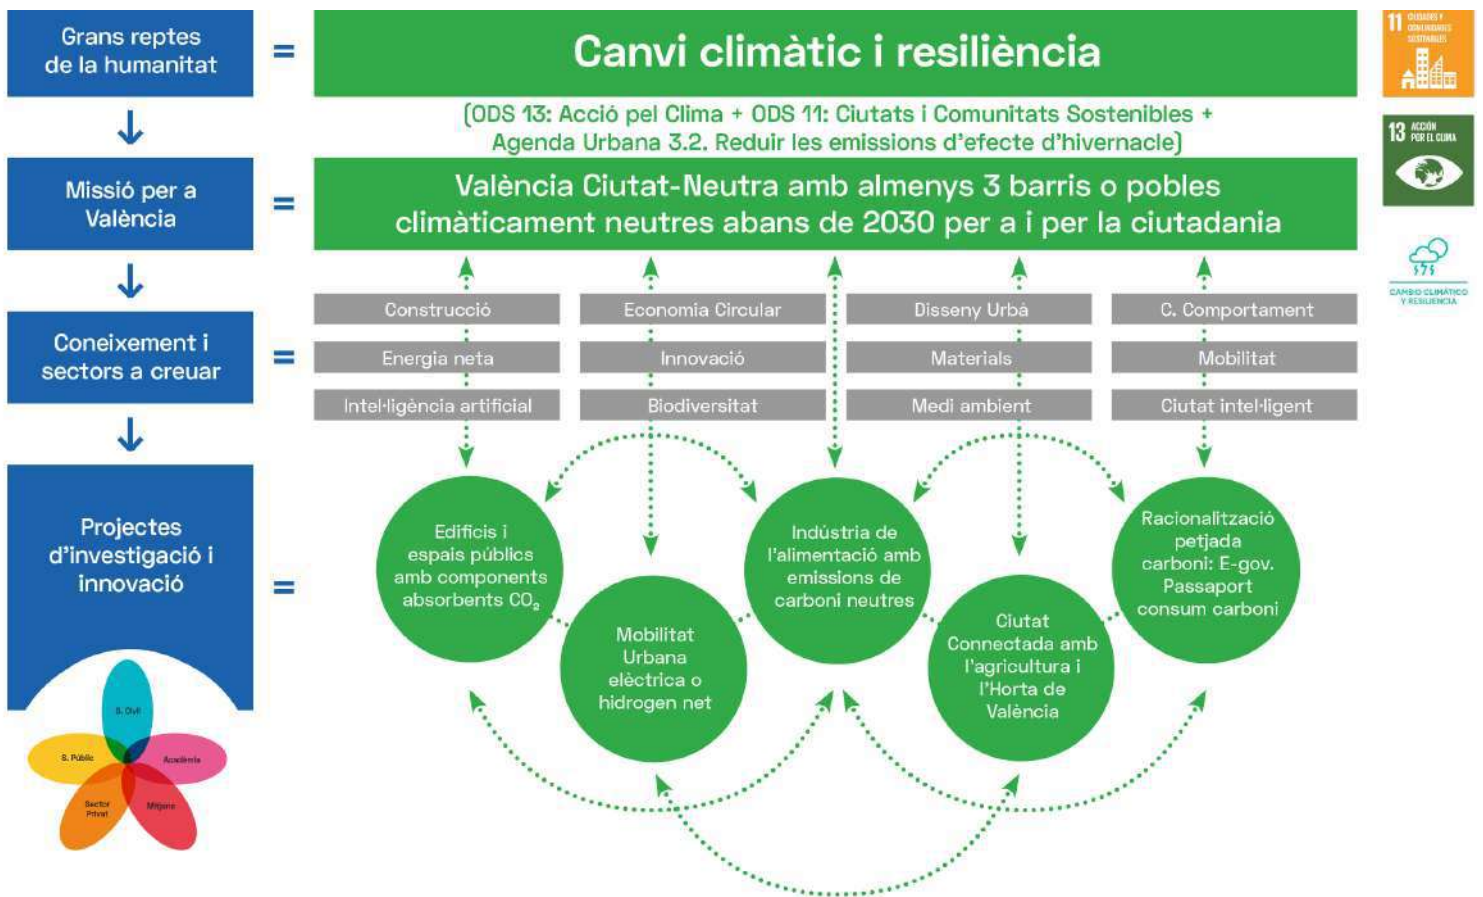 Grans reptes
de la humanitat
=
Canvi climàtic i resiliència
(ODS 13: Acció pel Clima + ODS 11: Ciutats i Comunitats Sostenibles +
Agenda Urbana 3.2. Reduir les emissions d'efecte d'hivernacle)
Missió per a
València
=
València Ciutat-Neutra amb almenys 3 barris o pobles
climàticament neutres abans de 2030 per a i per la ciutadania
Coneixement i
sectors a creuar
=
Construcció
Economia Circular
Disseny Urbà
C. Comportament
Energia neta
Innovació
Materials
Mobilitat
Intel·ligència artificial
Biodiversitat
Medi ambient
Ciutat intel·ligent
Projectes
d'investigació i
innovació
=
Edificis i
espais públics
amb components
absorbents CO₂
Mobilitat
Urbana
elèctrica o
hidrogen net
Indústria de
l'alimentació amb
emissions de
carboni neutres
Ciutat
Connectada amb
l'agricultura i
l'Horta de
València
Racionalització
petjada
carboni: E-gov.
Passaport
consum carboni
S. Civil
S. Públic
Acadèmia
Sector
Privat
Mitjans
11 CIUDADES Y
COMUNIDADES
SOSTENIBLES
13 ACCIÓN
POR EL CLIMA
CAMBIO CLIMÁTICO
Y RESILIENCIA